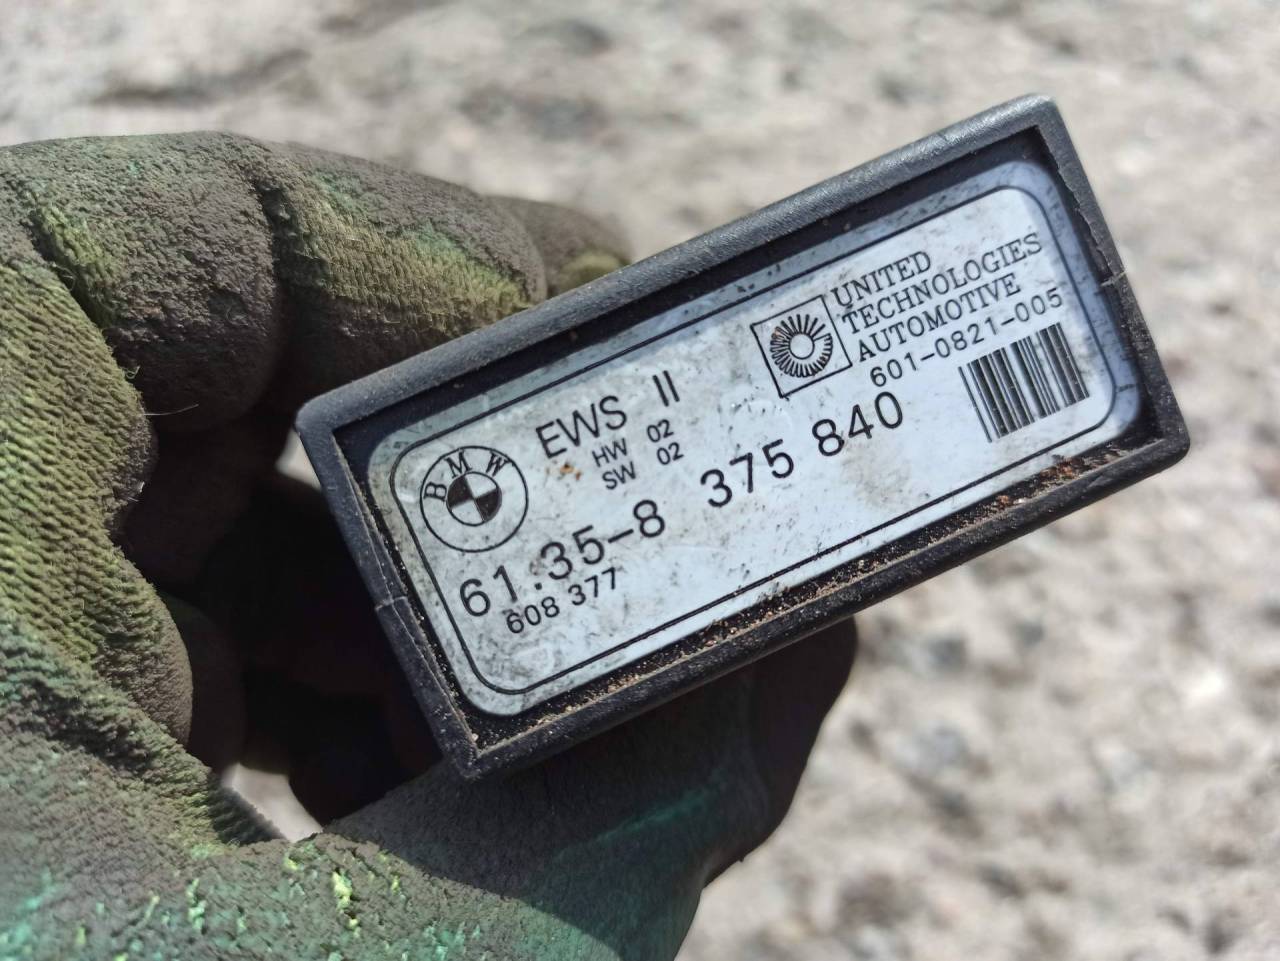 BMW
EWS II
HW 02
SW 02
61.35-8 375 840
608 377
UNITED
TECHNOLOGIES
AUTOMOTIVE
601-0821-005